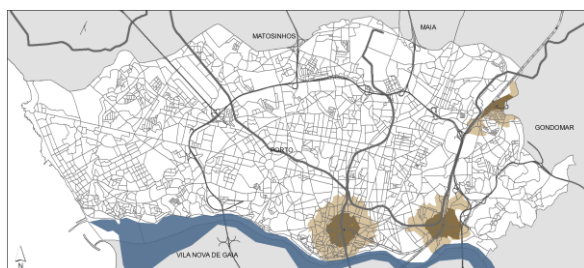 MATOSINHOS
MAIA
GONDOMAR
PORTO
VILA NOVA DE GAIA
N